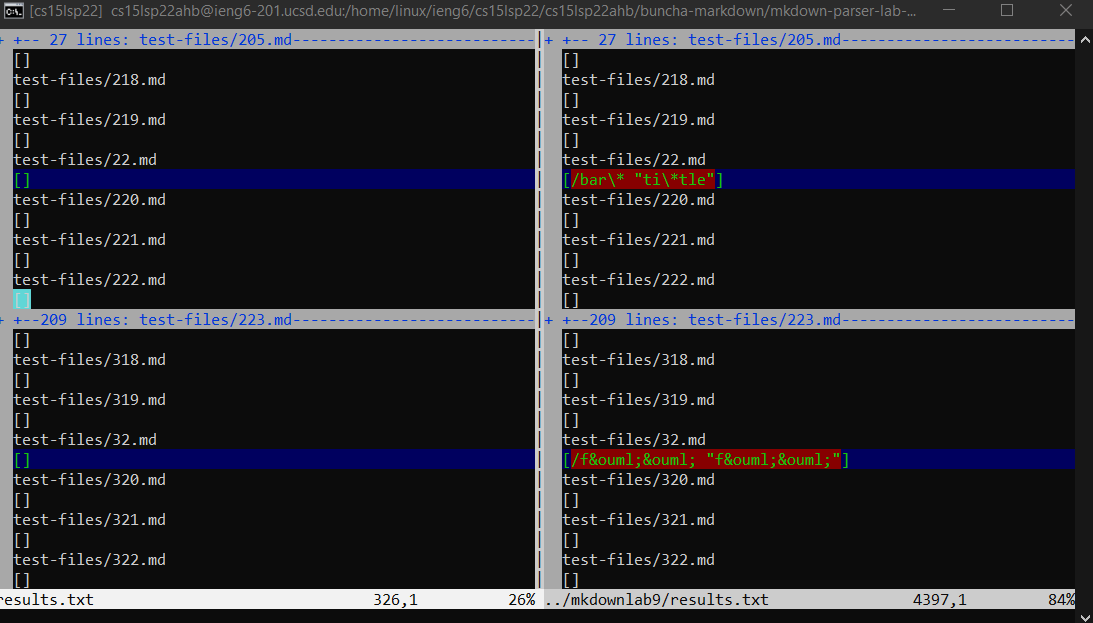 [cs15lsp22] cs15lsp22ahb@ieng6-201.ucsd.edu:/home/linux/ieng6/cs15lsp22/cs15lsp22ahb/buncha-markdown/mkdown-parser-lab-...
+ +-- 27 lines: test-files/205.md---------------------------
[]
test-files/218.md
[]
test-files/219.md
[]
test-files/22.md
[]
test-files/220.md
[]
test-files/221.md
[]
test-files/222.md
[]
+ +--209 lines: test-files/223.md---------------------------
[]
test-files/318.md
[]
test-files/319.md
[]
test-files/32.md
[]
test-files/320.md
[]
test-files/321.md
[]
test-files/322.md
[]
results.txt 326,1 26%
+ +-- 27 lines: test-files/205.md---------------------------
[]
test-files/218.md
[]
test-files/219.md
[]
test-files/22.md
[/bar\* "ti\*tle"]
test-files/220.md
[]
test-files/221.md
[]
test-files/222.md
[]
+ +--209 lines: test-files/223.md---------------------------
[]
test-files/318.md
[]
test-files/319.md
[]
test-files/32.md
[/f&ouml;&ouml; "f&ouml;&ouml;"]
test-files/320.md
[]
test-files/321.md
[]
test-files/322.md
[]
../mkdownlab9/results.txt 4397,1 84%